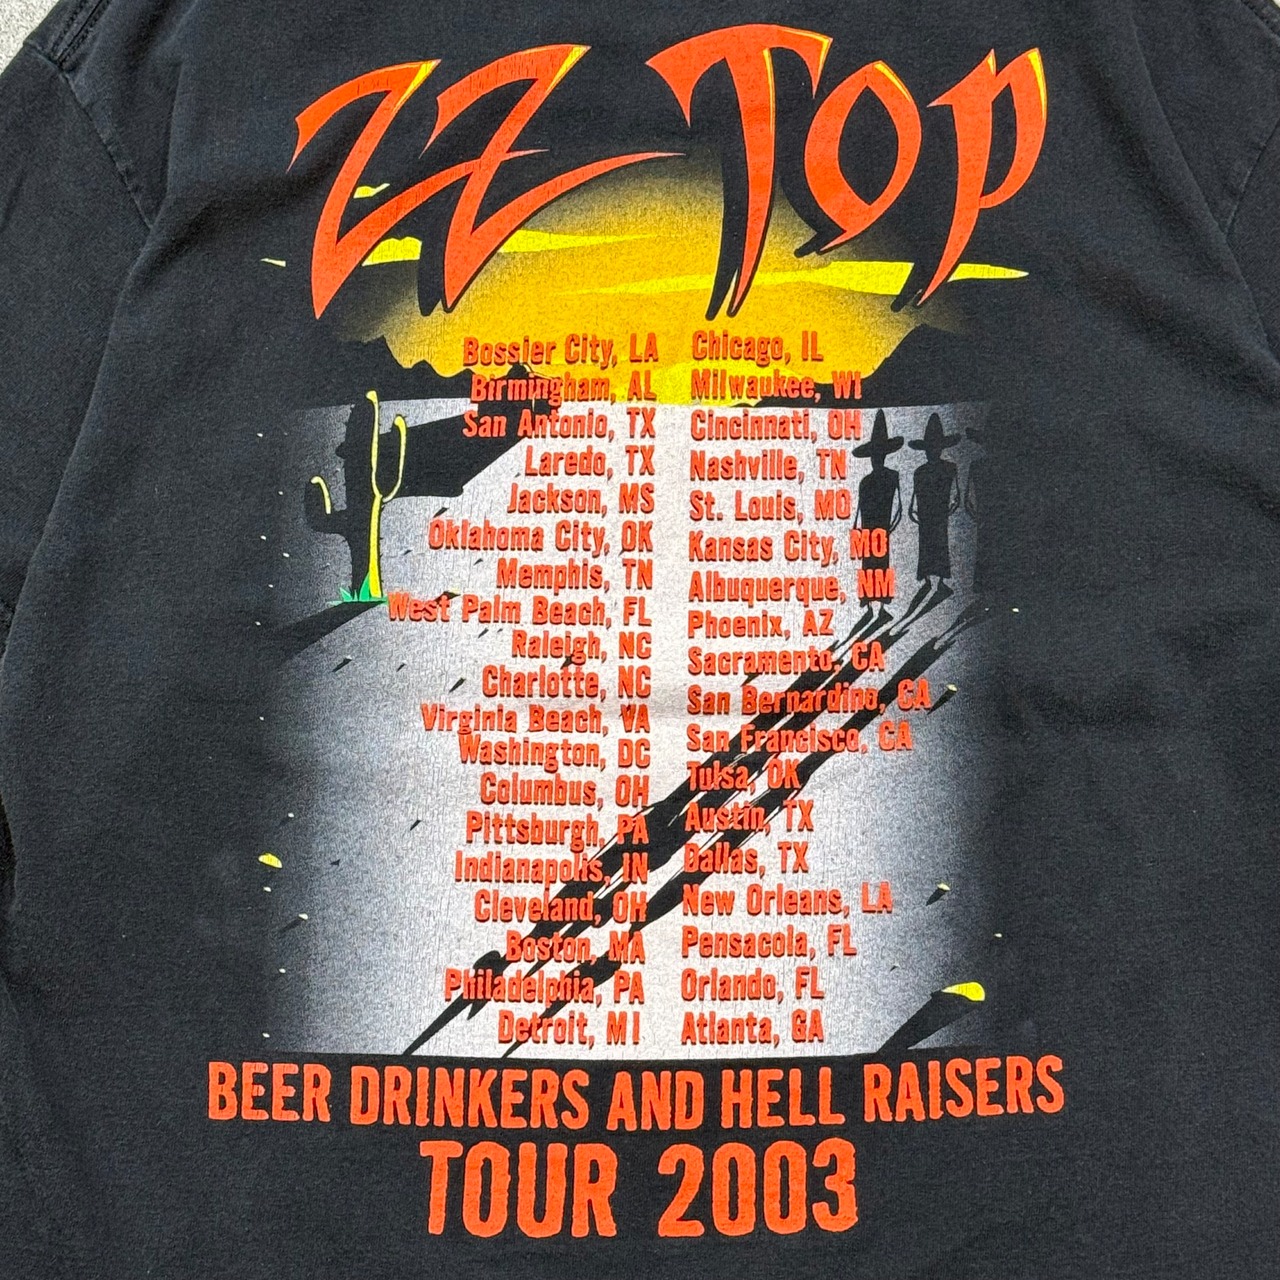 ZZ TOP
Bossier City, LA
Birmingham, AL
San Antonio, TX
Laredo, TX
Jackson, MS
Oklahoma City, OK
Memphis, TN
West Palm Beach, FL
Raleigh, NC
Charlotte, NC
Virginia Beach, VA
Washington, DC
Columbus, OH
Pittsburgh, PA
Indianapolis, IN
Cleveland, OH
Boston, MA
Philadelphia, PA
Detroit, MI
Chicago, IL
Milwaukee, WI
Cincinnati, OH
Nashville, TN
St. Louis, MO
Kansas City, MO
Albuquerque, NM
Phoenix, AZ
Sacramento, CA
San Bernardino, CA
San Francisco, CA
Tulsa, OK
Austin, TX
Dallas, TX
New Orleans, LA
Pensacola, FL
Orlando, FL
Atlanta, GA
BEER DRINKERS AND HELL RAISERS
TOUR 2003